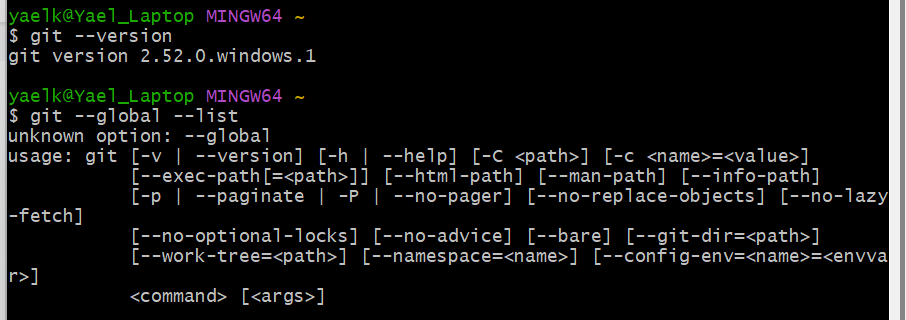 yaelk@Yael_Laptop MINGW64 ~
$ git --version
git version 2.52.0.windows.1
yaelk@Yael_Laptop MINGW64 ~
$ git --global --list
unknown option: --global
usage: git [-v | --version] [-h | --help] [-C <path>] [-c <name>=<value>]
[--exec-path[=<path>]] [--html-path] [--man-path] [--info-path]
[-p | --paginate | -P | --no-pager] [--no-replace-objects] [--no-lazy
-fetch]
[--no-optional-locks] [--no-advice] [--bare] [--git-dir=<path>]
[--work-tree=<path>] [--namespace=<name>] [--config-env=<name>=<envva
r>]
<command> [<args>]